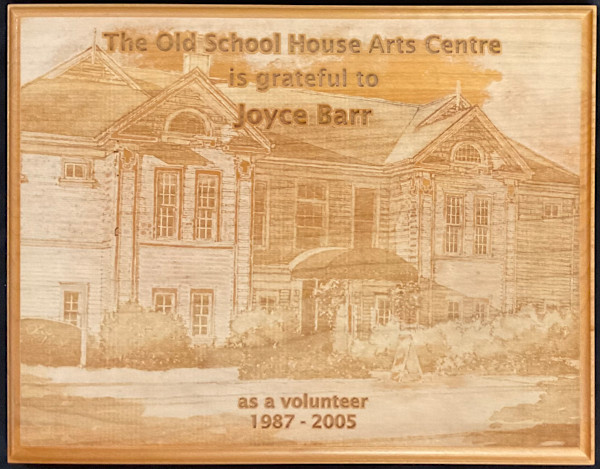 The Old School House Arts Centre
is grateful to
Joyce Barr
as a volunteer
1987 - 2005